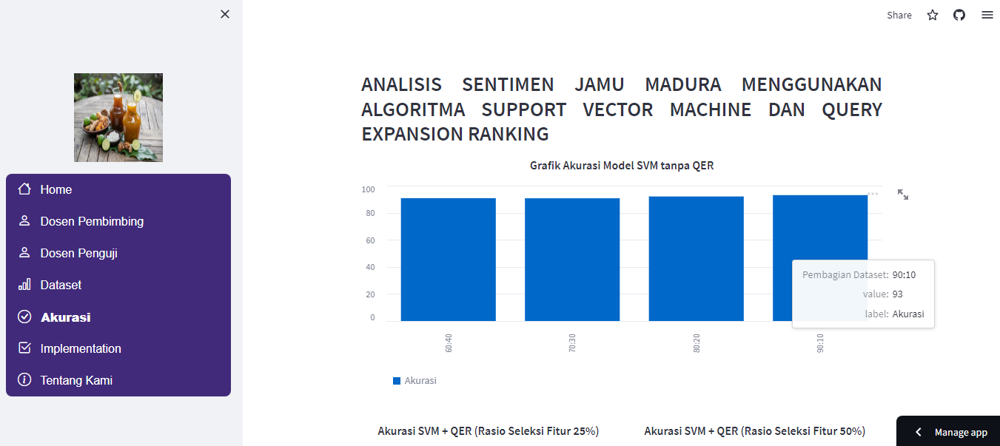 Share
Home
Dosen Pembimbing
Dosen Penguji
Dataset
Akurasi
Implementation
Tentang Kami
ANALISIS SENTIMEN JAMU MADURA MENGGUNAKAN
ALGORITMA SUPPORT VECTOR MACHINE DAN QUERY
EXPANSION RANKING
Grafik Akurasi Model SVM tanpa QER
100
80
60
40
20
0
Pembagian Dataset: 90:10
value: 93
label: Akurasi
60:40
70:30
80:20
90:10
Akurasi
Akurasi SVM + QER (Rasio Seleksi Fitur 25%)
Akurasi SVM + QER (Rasio Seleksi Fitur 50%)
Manage app